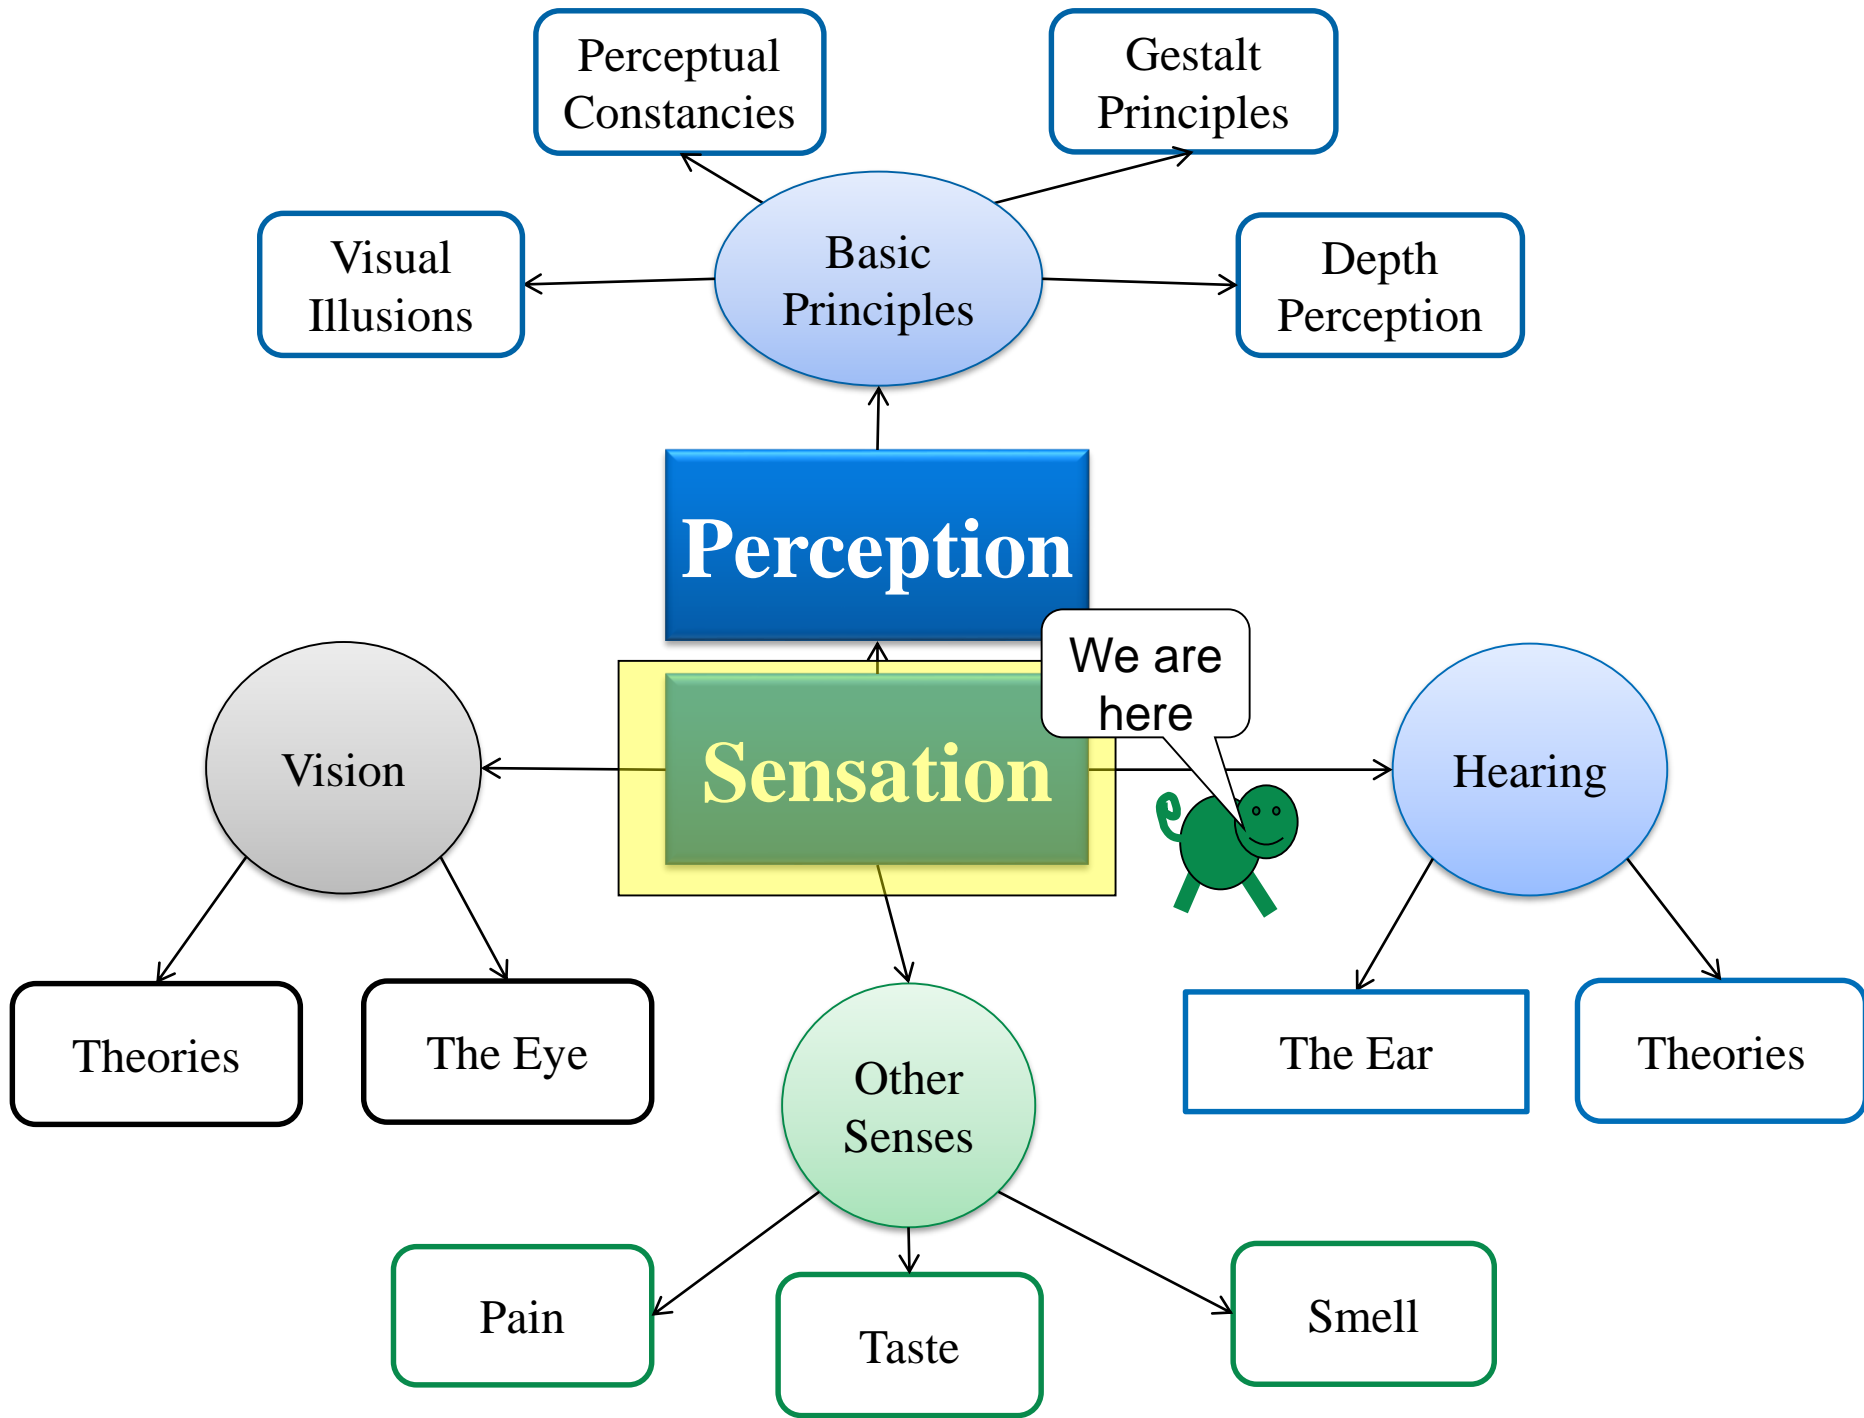 Perceptual
Constancies
Gestalt
Principles
Visual
Illusions
Basic
Principles
Depth
Perception
Perception
We are
here
Vision
Sensation
Hearing
Theories
The Eye
Other
Senses
The Ear
Theories
Pain
Taste
Smell